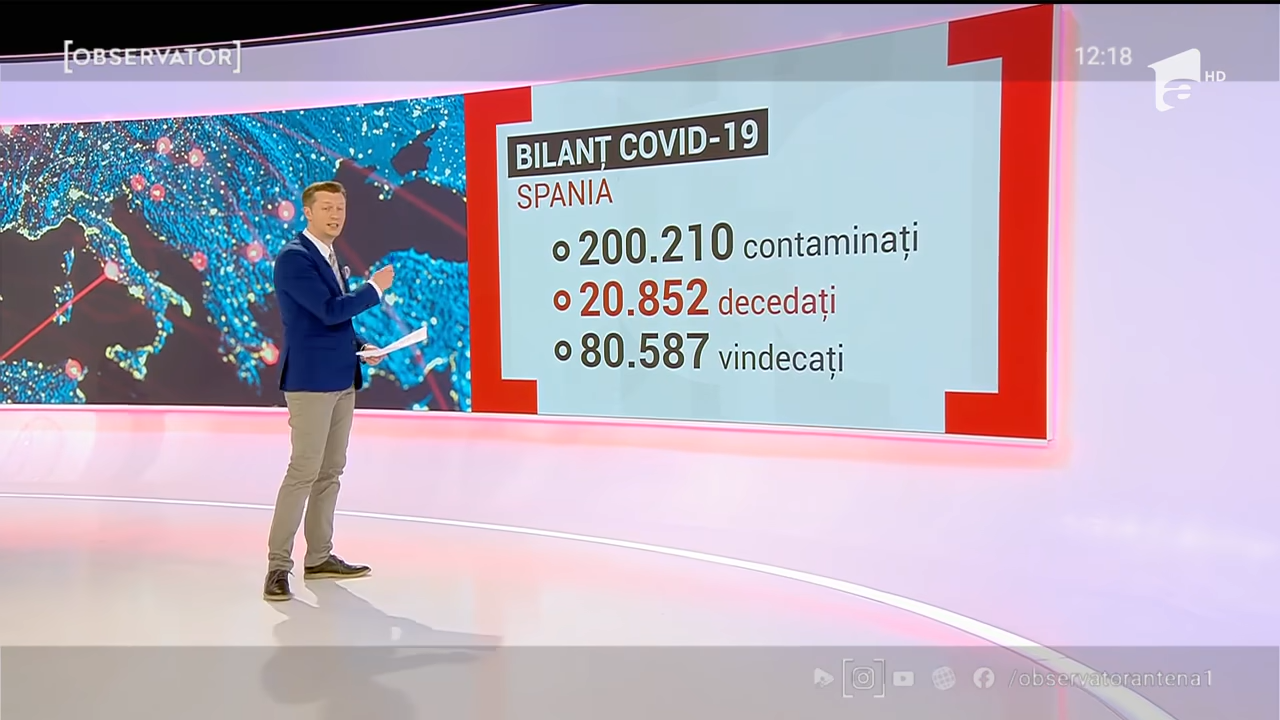 [OBSERVATOR]
12:18
HD
BILANȚ COVID-19
SPANIA
200.210 contaminați
20.852 decedați
80.587 vindecați
/observatorantena1